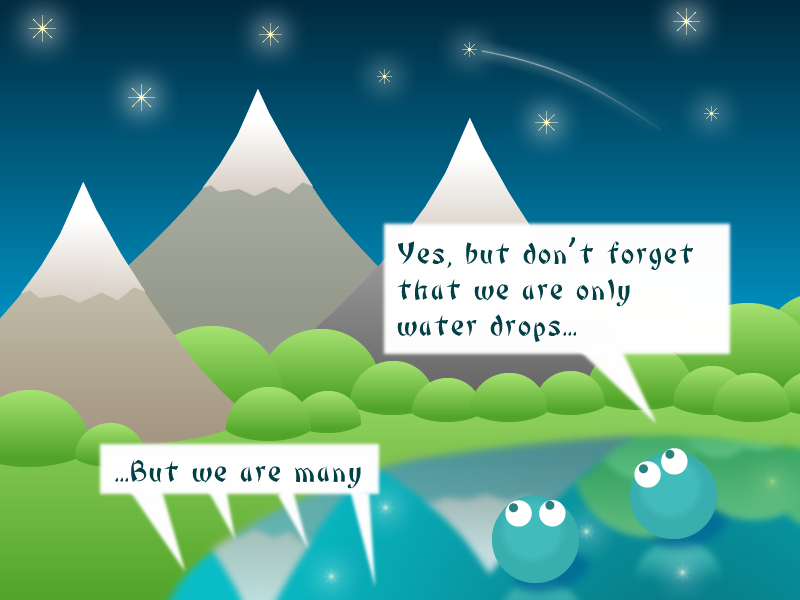 Yes, but don't forget
that we are only
water drops...
...But we are many